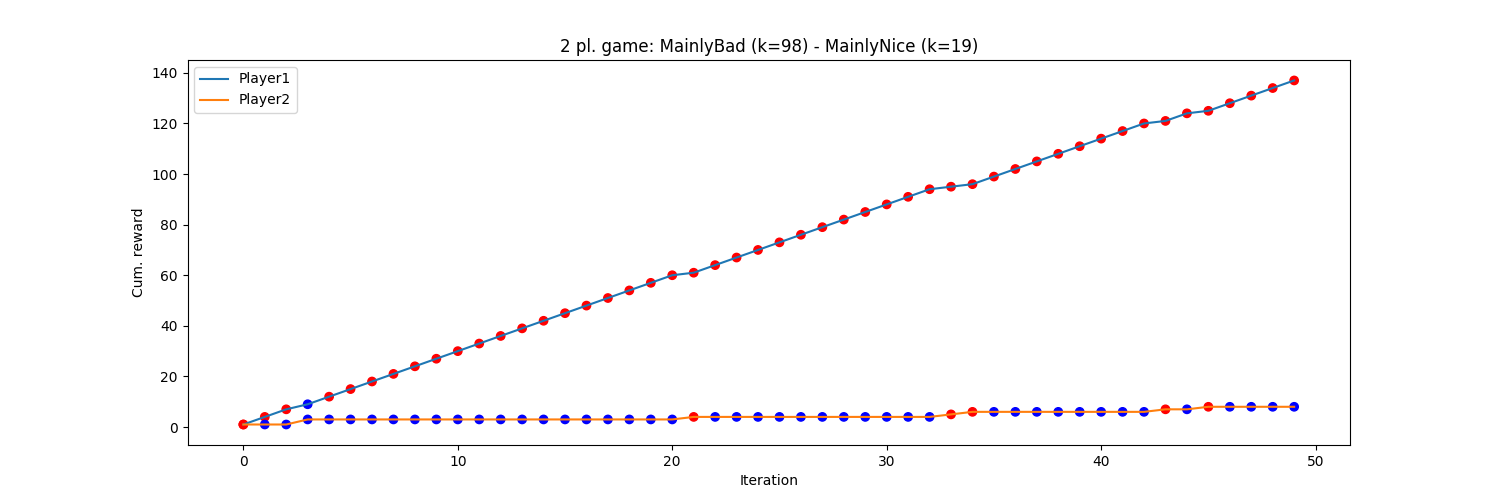 2 pl. game: MainlyBad (k=98) - MainlyNice (k=19)
Player1
Player2
Cum. reward
140
120
100
80
60
40
20
0
0 10 20 30 40 50
Iteration